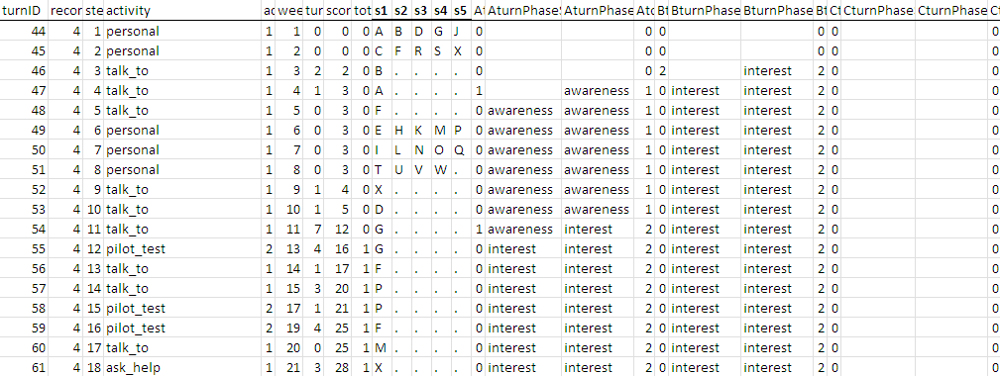 turnID recor ste activity ac wee tur scor tot s1 s2 s3 s4 s5 At AturnPhaseS AturnPhase Atc Bt BturnPhase BturnPhase Bt Ct CturnPhase CturnPhase Ct
44 4 1 personal 1 1 0 0 0 A B D G J 0 0 0 0 0 0
45 4 2 personal 1 2 0 0 0 C F R S X 0 0 0 0 0 0
46 4 3 talk_to 1 3 2 2 0 B . . . . 0 0 2 interest 2 0 0
47 4 4 talk_to 1 4 1 3 0 A . . . . 1 awareness 1 0 interest interest 2 0 0
48 4 5 talk_to 1 5 0 3 0 F . . . . 0 awareness awareness 1 0 interest interest 2 0 0
49 4 6 personal 1 6 0 3 0 E H K M P 0 awareness awareness 1 0 interest interest 2 0 0
50 4 7 personal 1 7 0 3 0 I L N O Q 0 awareness awareness 1 0 interest interest 2 0 0
51 4 8 personal 1 8 0 3 0 T U V W . 0 awareness awareness 1 0 interest interest 2 0 0
52 4 9 talk_to 1 9 1 4 0 X . . . . 0 awareness awareness 1 0 interest interest 2 0 0
53 4 10 talk_to 1 10 1 5 0 D . . . . 0 awareness awareness 1 0 interest interest 2 0 0
54 4 11 talk_to 1 11 7 12 0 G . . . . 1 awareness interest 2 0 interest interest 2 0 0
55 4 12 pilot_test 2 13 4 16 1 G . . . . 0 interest interest 2 0 interest interest 2 0 0
56 4 13 talk_to 1 14 1 17 1 F . . . . 0 interest interest 2 0 interest interest 2 0 0
57 4 14 talk_to 1 15 3 20 1 P . . . . 0 interest interest 2 0 interest interest 2 0 0
58 4 15 pilot_test 2 17 1 21 1 P . . . . 0 interest interest 2 0 interest interest 2 0 0
59 4 16 pilot_test 2 19 4 25 1 F . . . . 0 interest interest 2 0 interest interest 2 0 0
60 4 17 talk_to 1 20 0 25 1 M . . . . 0 interest interest 2 0 interest interest 2 0 0
61 4 18 ask_help 1 21 3 28 1 X . . . . 0 interest interest 2 0 interest interest 2 0 0